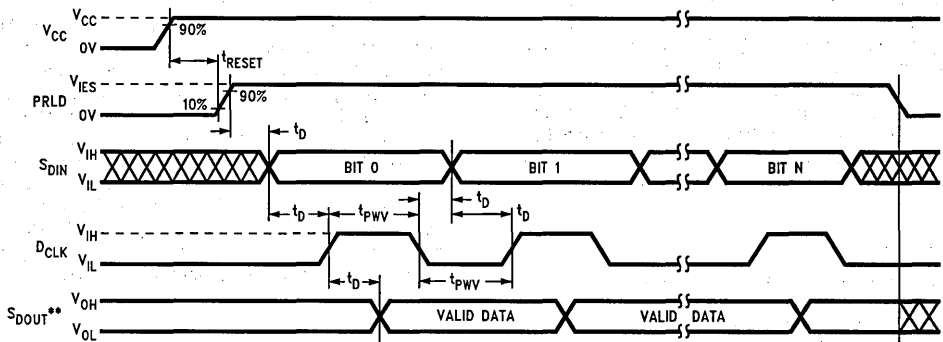 VCC
VCC
90%
0V
tRESET
VIES
PRLD
10%
90%
0V
tD
VIH
SDIN
BIT 0
BIT 1
BIT N
VIL
tD
tPWV
tD
tD
VIH
DCLK
VIL
tD
tPWV
VOH
SDOUT**
VALID DATA
VALID DATA
VOL